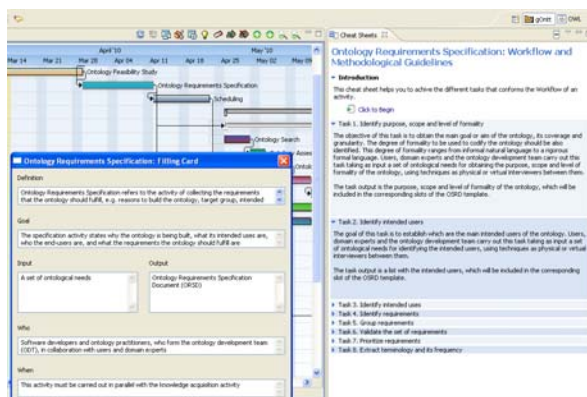 gOntt
OWL
April '10
May '10
Mar 14
Mar 21
Mar 28
Apr 04
Apr 11
Apr 18
Apr 25
May 02
May 09
Ontology Feasibility Study
Ontology Requirements Specification
Scheduling
Ontology Search
Ontology Requirements Specification: Filling Card
Definition
Ontology Requirements Specification refers to the activity of collecting the requirements
that the ontology should fulfill, e.g. reasons to build the ontology, target group, intended
Goal
The specification activity states why the ontology is being built, what its intended uses are,
who the end-users are, and what the requirements the ontology should fulfill are
Input
Output
A set of ontological needs
Ontology Requirements Specification
Document (ORSD)
Who
Software developers and ontology practitioners, who form the ontology development team
(ODT), in collaboration with users and domain experts
When
This activity must be carried out in parallel with the knowledge acquisition activity
Cheat Sheets
Ontology Requirements Specification: Workflow and
Methodological Guidelines
Introduction
This cheat sheet helps you to achive the different tasks that conforms the Workflow of an
activity.
Click to Begin
Task 1. Identify purpose, scope and level of formality
The objective of this task is to obtain the main goal or aim of the ontology, its coverage and
granularity. The degree of formality to be used to codify the ontology should be also
identified. This degree of formality ranges from informal natural language to a rigorous
formal language. Users, domain experts and the ontology development team carry out this
task taking as input a set of ontological needs for obtaining the purpose, scope and level of
formality of the ontology, using techniques as physical or virtual interviewers between them.
The task output is the purpose, scope and level of formality of the ontology, which will be
included in the corresponding slots of the OSRD template.
Task 2. Identify intended users
The goal of this task is to establish which are the main intended users of the ontology. Users,
domain experts and the ontology development team carry out this task taking as input a set
of ontological needs for identifying the intended users, using techniques as physical or virtual
interviewers between them.
The task output is a list with the intended users, which will be included in the corresponding
slot of the OSRD template.
Task 3. Identify intended uses
Task 4. Identify requirements
Task 5. Group requirements
Task 6. Validate the set of requirements
Task 7. Prioritize requirements
Task 8. Extract terminology and its frequency